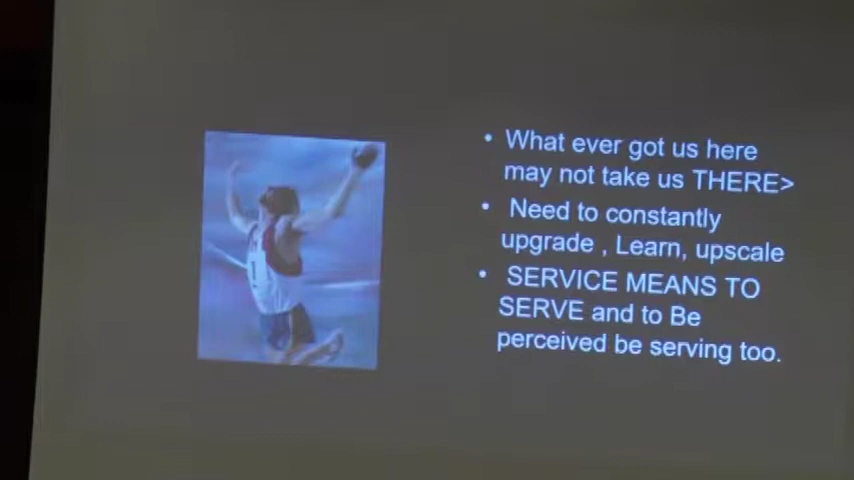 • What ever got us here
may not take us THERE>
• Need to constantly
upgrade , Learn, upscale
• SERVICE MEANS TO
SERVE and to Be
perceived be serving too.
1